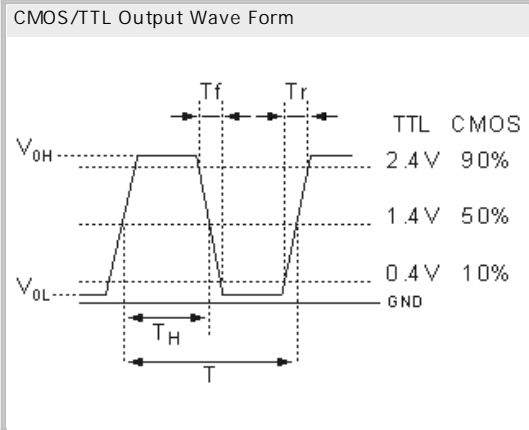 CMOS/TTL Output Wave Form
Tf Tr
TTL CMOS
VOH 2.4V 90%
1.4V 50%
0.4V 10%
VOL GND
TH
T